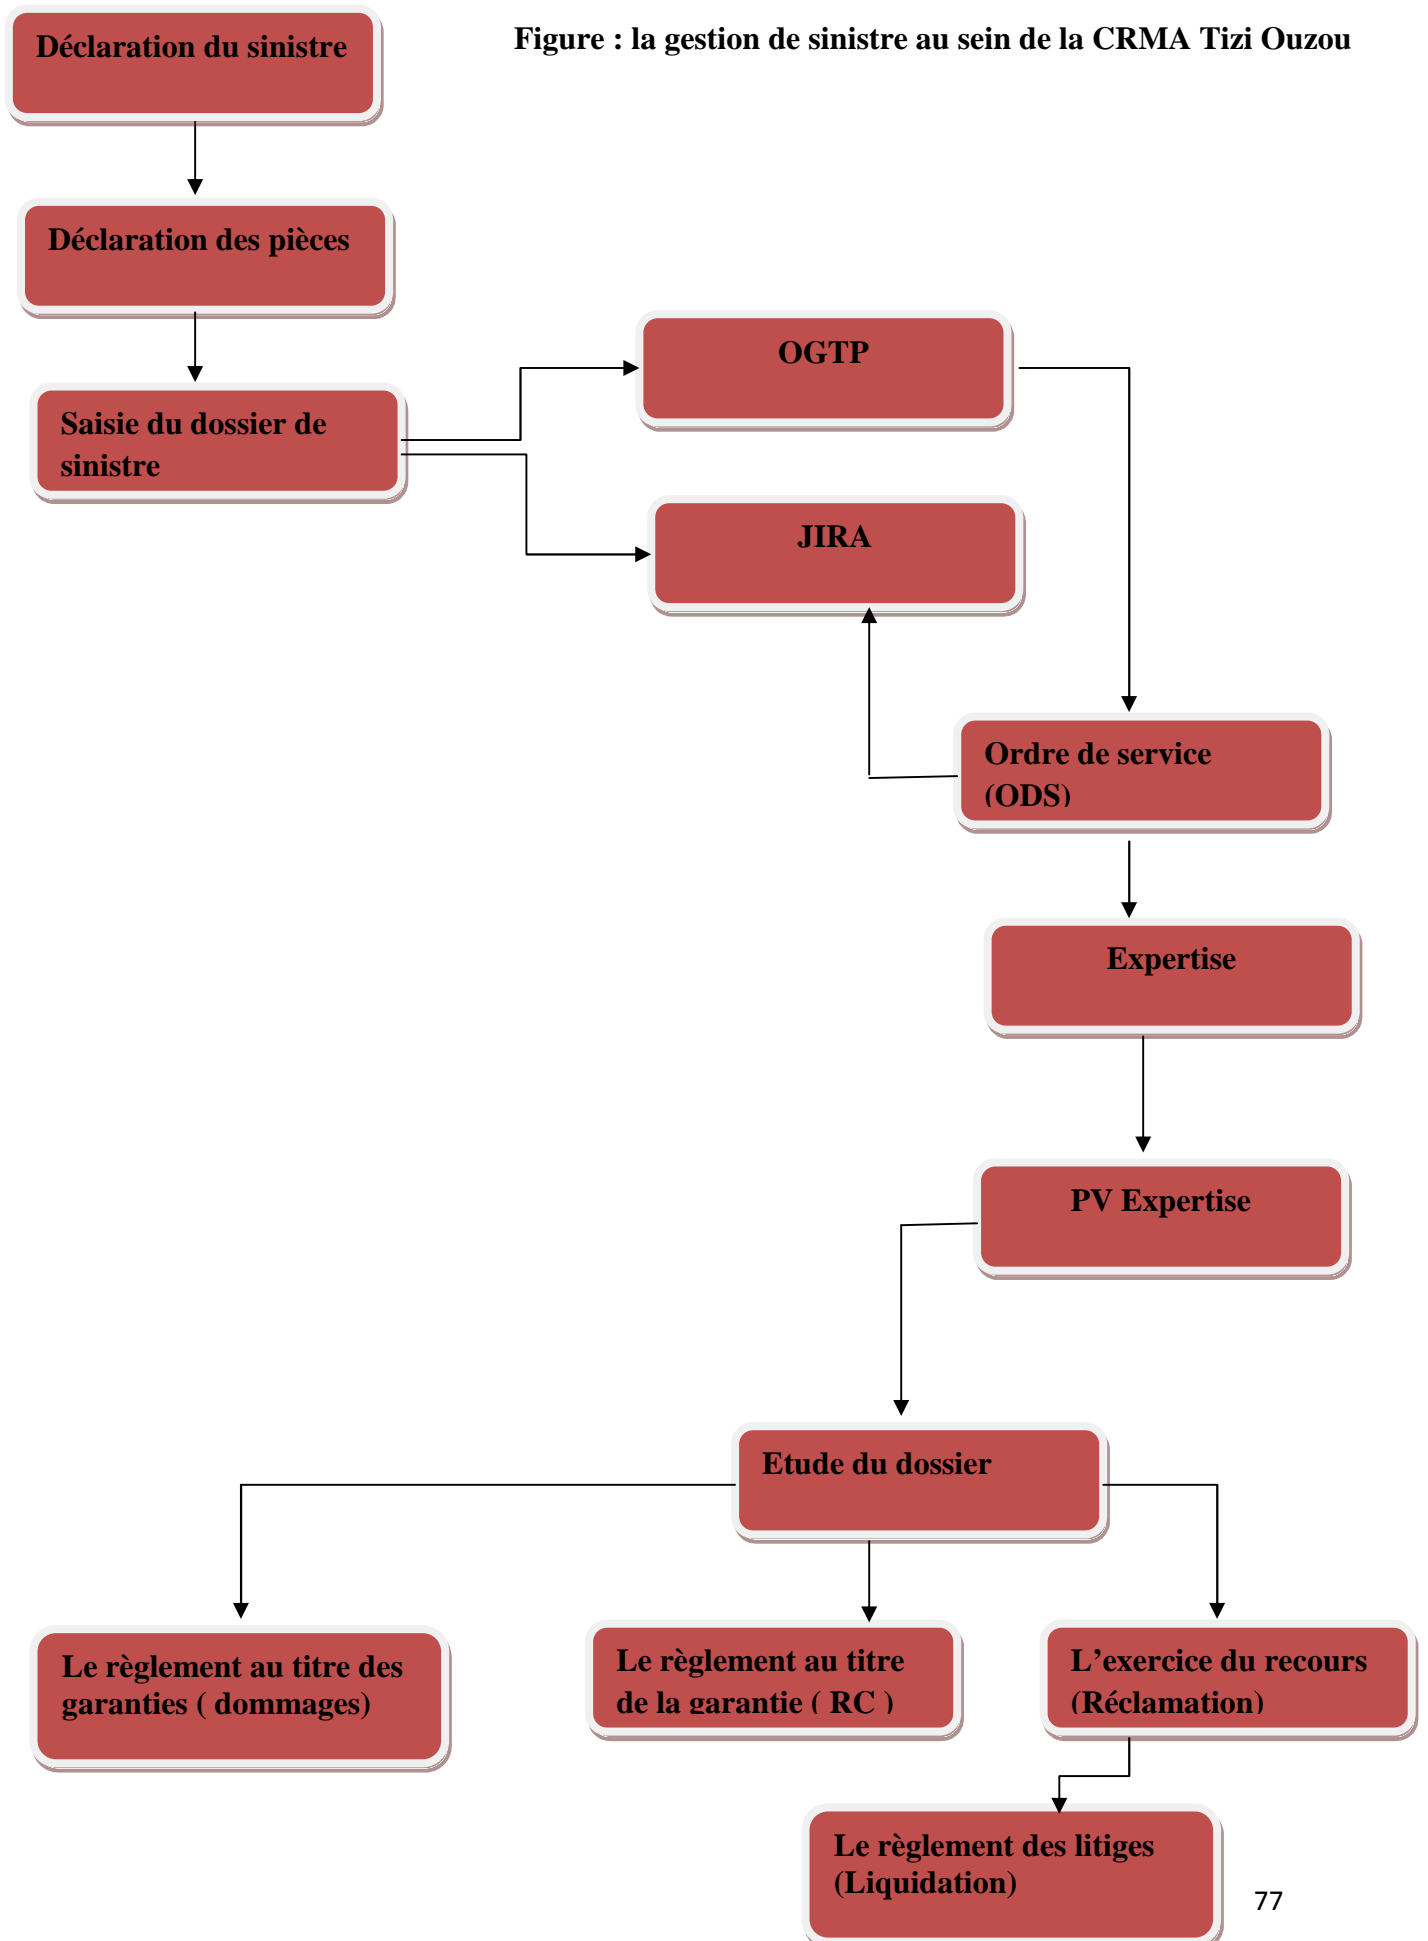 Figure : la gestion de sinistre au sein de la CRMA Tizi Ouzou
Déclaration du sinistre
Déclaration des pièces
Saisie du dossier de
sinistre
OGTP
JIRA
Ordre de service
(ODS)
Expertise
PV Expertise
Etude du dossier
Le règlement au titre des
garanties ( dommages)
Le règlement au titre
de la garantie ( RC )
L’exercice du recours
(Réclamation)
Le règlement des litiges
(Liquidation)
77